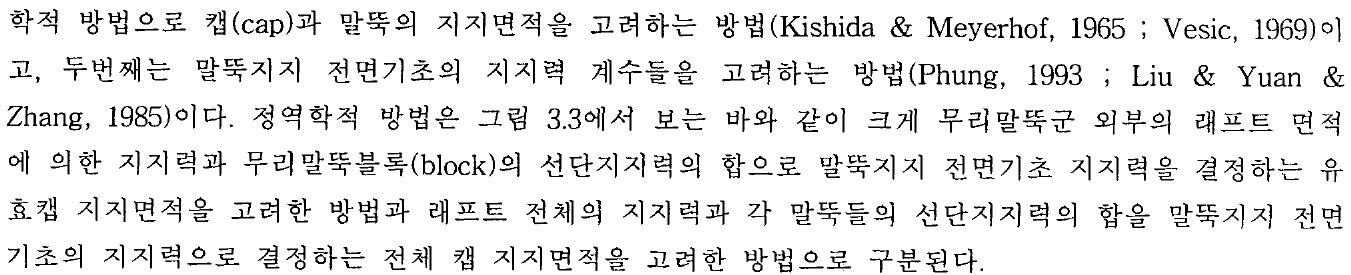 학적 방법으로 캡(cap)과 말뚝의 지지면적을 고려하는 방법(Kishida & Meyerhof, 1965 ; Vesic, 1969)이
고, 두번째는 말뚝지지 전면기초의 지지력 계수들을 고려하는 방법(Phung, 1993 ; Liu & Yuan &
Zhang, 1985)이다. 정역학적 방법은 그림 3.3에서 보는 바와 같이 크게 무리말뚝군 외부의 래프트 면적
에 의한 지지력과 무리말뚝블록(block)의 선단지지력의 합으로 말뚝지지 전면기초 지지력을 결정하는 유
효캡 지지면적을 고려한 방법과 래프트 전체의 지지력과 각 말뚝들의 선단지지력의 합을 말뚝지지 전면
기초의 지지력으로 결정하는 전체 캡 지지면적을 고려한 방법으로 구분된다.